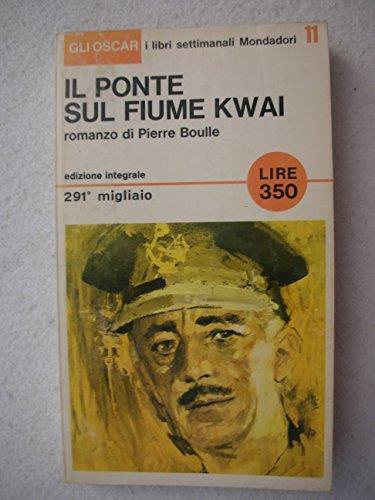 GLI OSCAR i libri settimanali Mondadori 11
IL PONTE
SUL FIUME KWAI
romanzo di Pierre Boulle
edizione integrale
291° migliaio
LIRE
350